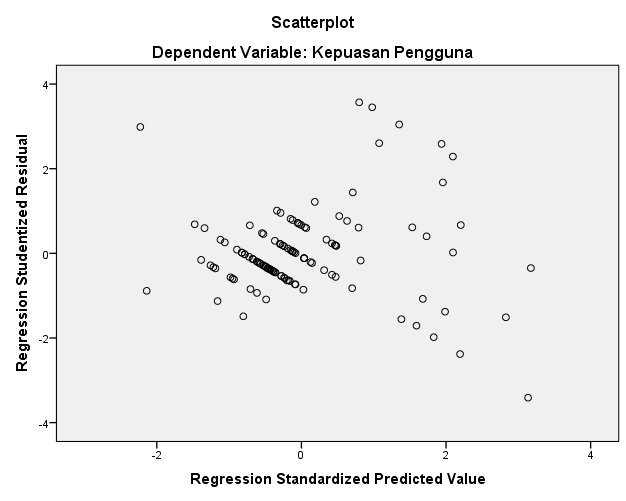 Scatterplot
Dependent Variable: Kepuasan Pengguna
Regression Studentized Residual
4
2
0
-2
-4
-2
0
2
4
Regression Standardized Predicted Value